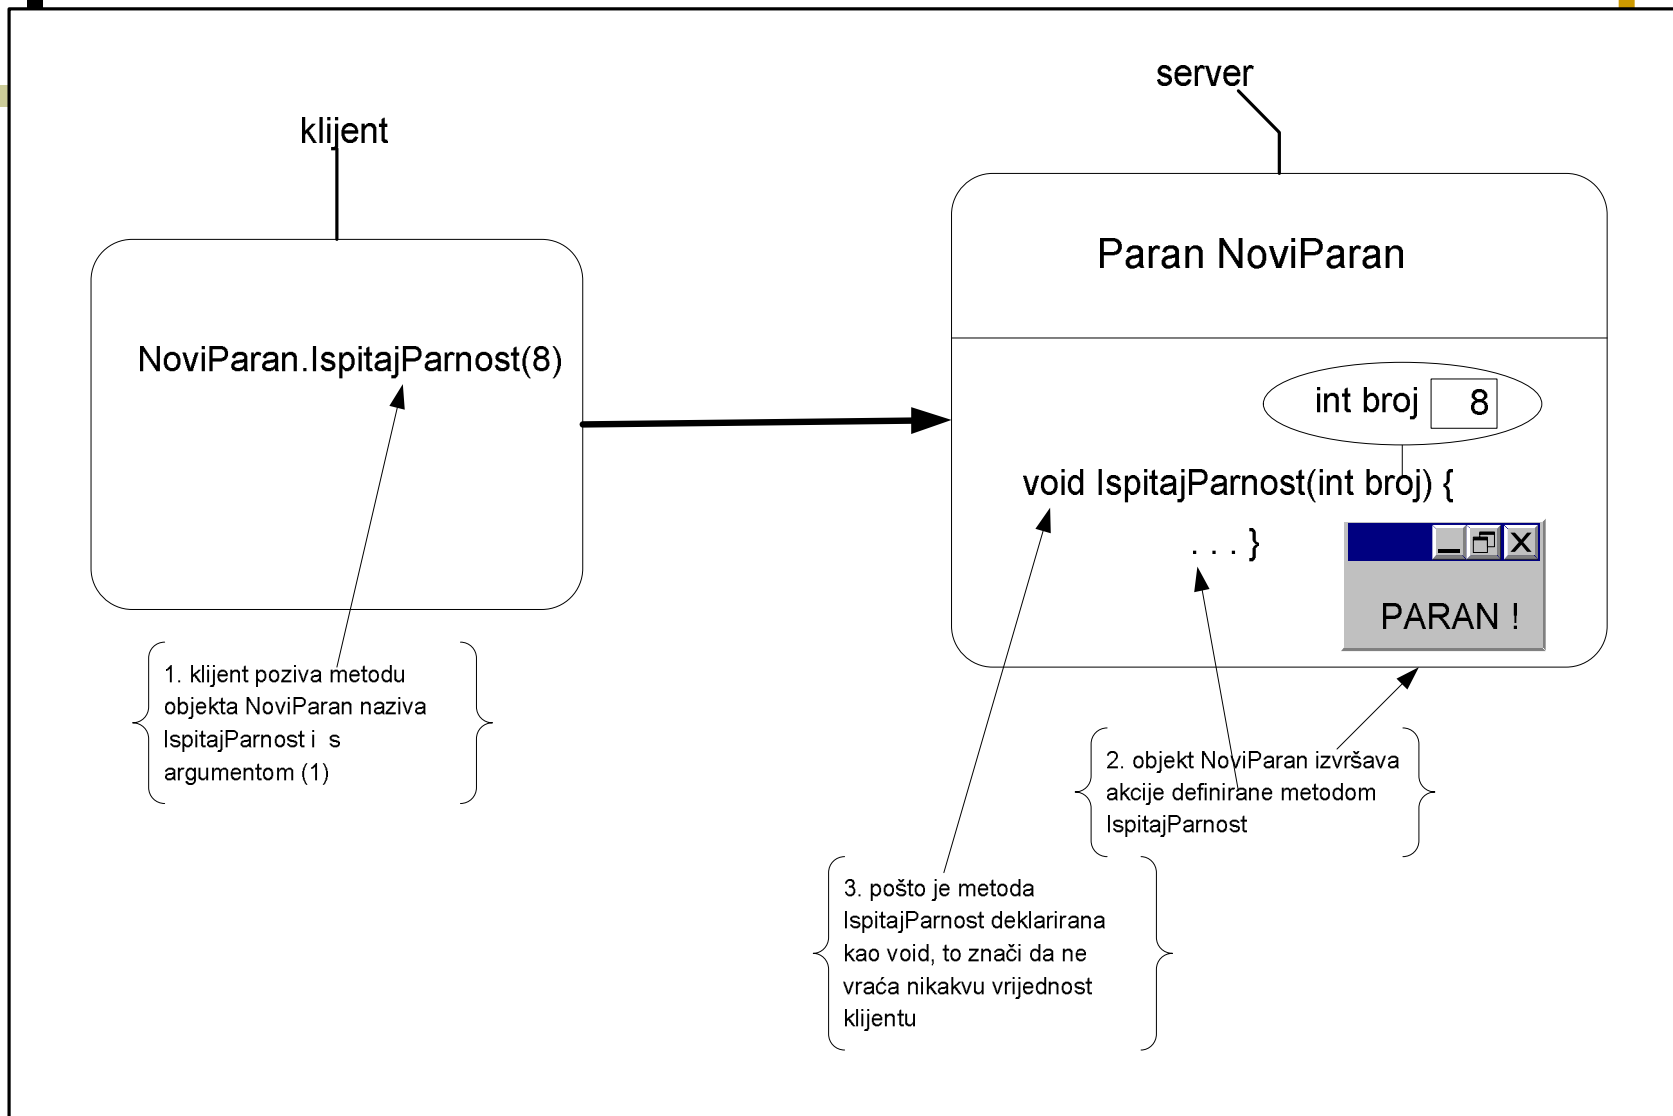 server
klijent
Paran NoviParan
NoviParan.IspitajParnost(8)
int broj 8
void IspitajParnost(int broj) {
. . . }
PARAN !
1. klijent poziva metodu
objekta NoviParan naziva
IspitajParnost i s
argumentom (1)
2. objekt NoviParan izvršava
akcije definirane metodom
IspitajParnost
3. pošto je metoda
IspitajParnost deklarirana
kao void, to znači da ne
vraća nikakvu vrijednost
klijentu